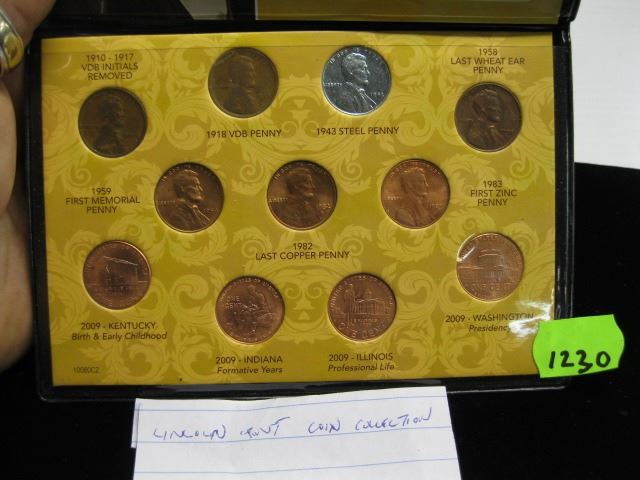 1910 - 1917
VDB INITIALS
REMOVED
1918 VDB PENNY
1943 STEEL PENNY
1958
LAST WHEAT EAR
PENNY
1959
FIRST MEMORIAL
PENNY
1982
LAST COPPER PENNY
1983
FIRST ZINC
PENNY
2009 - KENTUCKY
Birth & Early Childhood
2009 - INDIANA
Formative Years
2009 - ILLINOIS
Professional Life
2009 - WASHINGTON
Presidency
10080C2
1230
LINCOLN CENT COIN COLLECTION